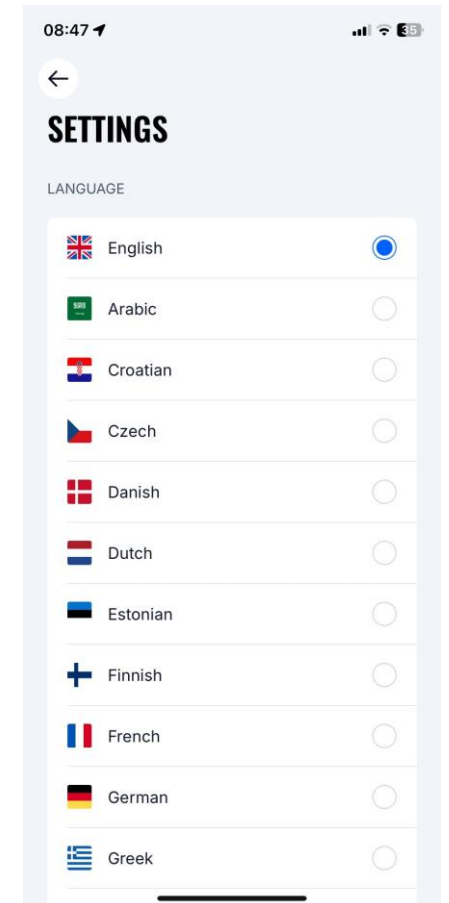 08:47
35
SETTINGS
LANGUAGE
English
Arabic
Croatian
Czech
Danish
Dutch
Estonian
Finnish
French
German
Greek